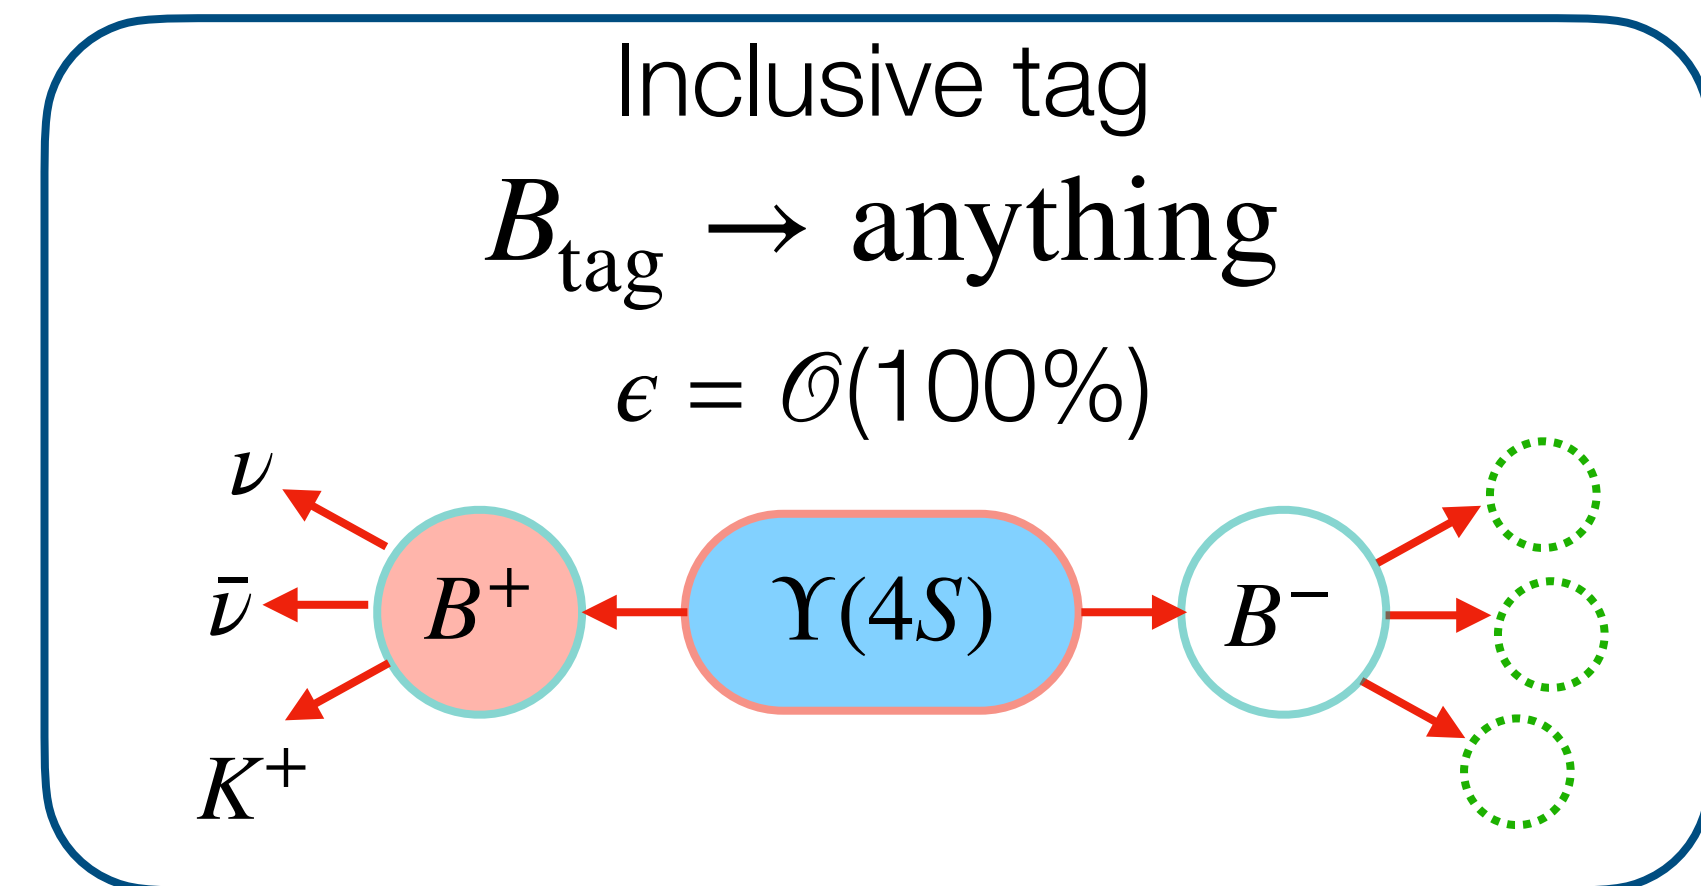 Inclusive tag
B_tag → anything
ϵ = 𝒪(100%)
ν
ν̄
B⁺
Υ(4S)
B⁻
K⁺